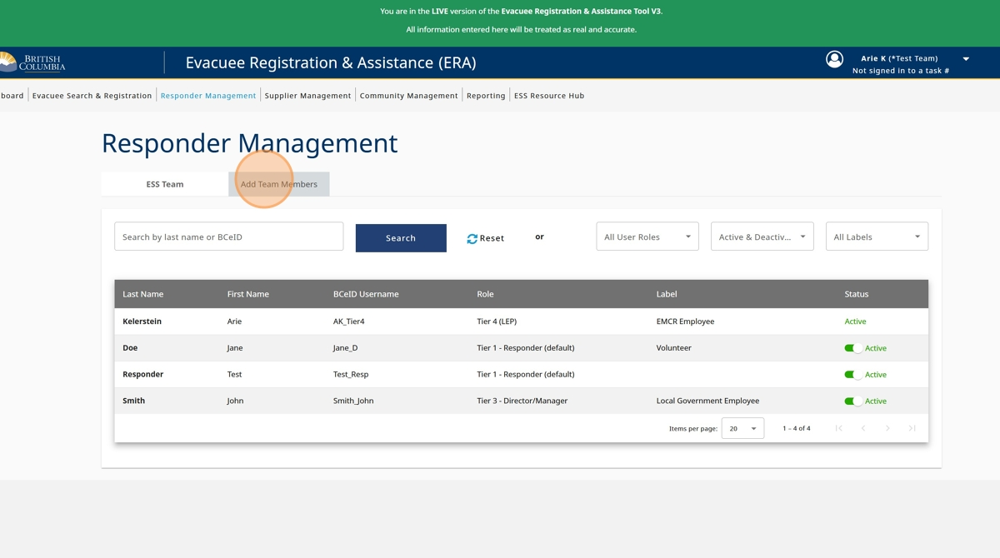 You are in the LIVE version of the Evacuee Registration & Assistance Tool V3.
All information entered here will be treated as real and accurate.
BRITISH COLUMBIA
Evacuee Registration & Assistance (ERA)
Arie K (*Test Team)
Not signed in to a task #
board Evacuee Search & Registration Responder Management Supplier Management Community Management Reporting ESS Resource Hub
Responder Management
ESS Team Add Team Members
Search by last name or BCeID Search Reset or All User Roles Active & Deactiv... All Labels
Last Name First Name BCeID Username Role Label Status
Kelerstein Arie AK_Tier4 Tier 4 (LEP) EMCR Employee Active
Doe Jane Jane_D Tier 1 - Responder (default) Volunteer Active
Responder Test Test_Resp Tier 1 - Responder (default) Active
Smith John Smith_John Tier 3 - Director/Manager Local Government Employee Active
Items per page: 20 1 – 4 of 4